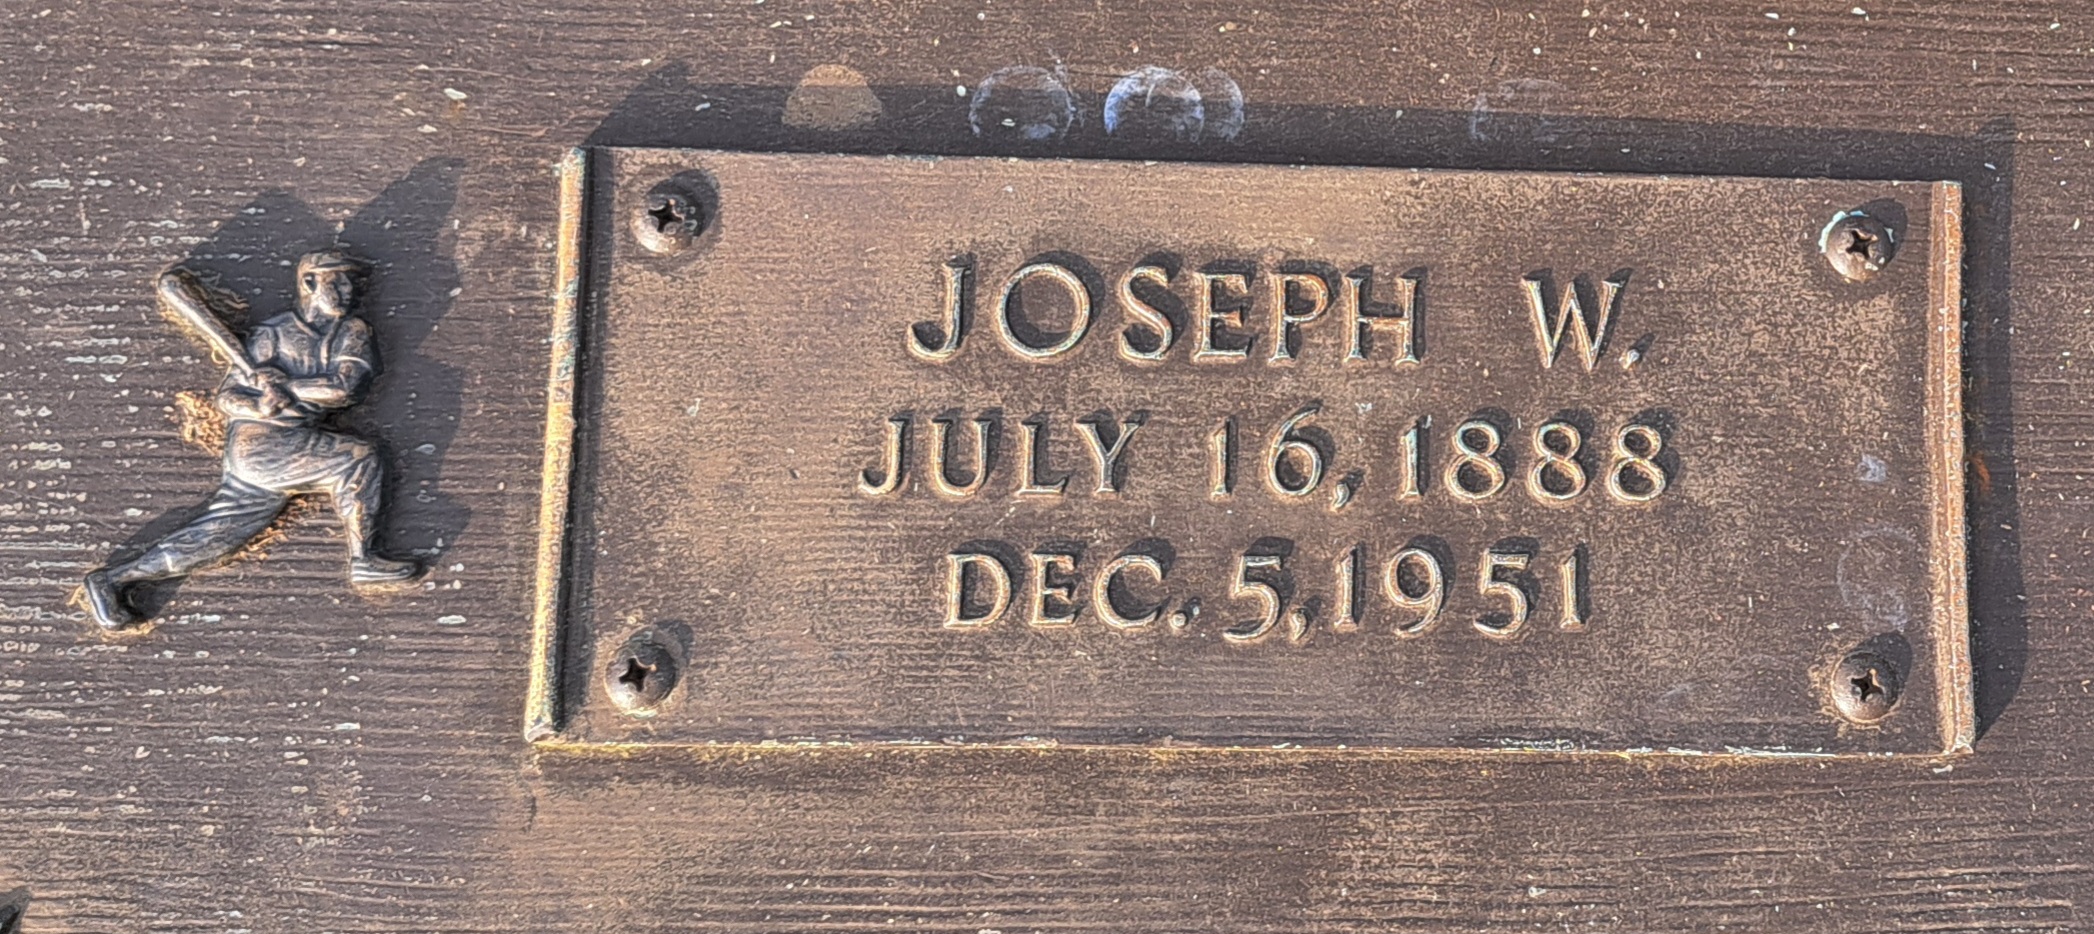 JOSEPH W.
JULY 16, 1888
DEC. 5, 1951